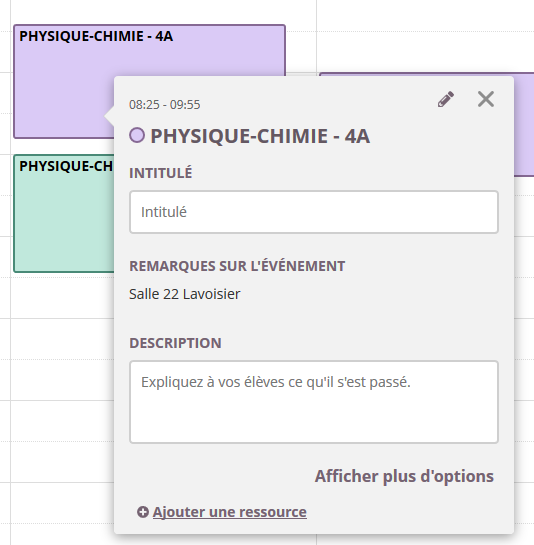 PHYSIQUE-CHIMIE - 4A
08:25 - 09:55
PHYSIQUE-CHIMIE - 4A
PHYSIQUE-CH
INTITULÉ
Intitulé
REMARQUES SUR L'ÉVÉNEMENT
Salle 22 Lavoisier
DESCRIPTION
Expliquez à vos élèves ce qu'il s'est passé.
Afficher plus d'options
Ajouter une ressource